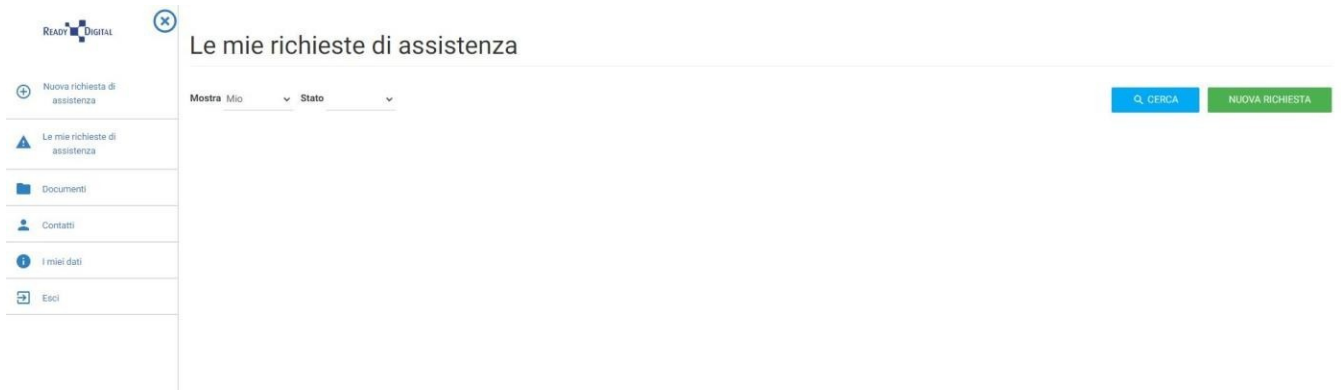 READY DIGITAL
Nuova richiesta di
assistenza
Le mie richieste di
assistenza
Documenti
Contatti
I miei dati
Esci
Le mie richieste di assistenza
Mostra Mio Stato
CERCA NUOVA RICHIESTA